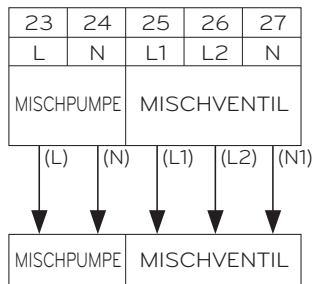 23 24 25 26 27
L N L1 L2 N
MISCHPUMPE MISCHVENTIL
(L) (N) (L1) (L2) (N1)
MISCHPUMPE MISCHVENTIL